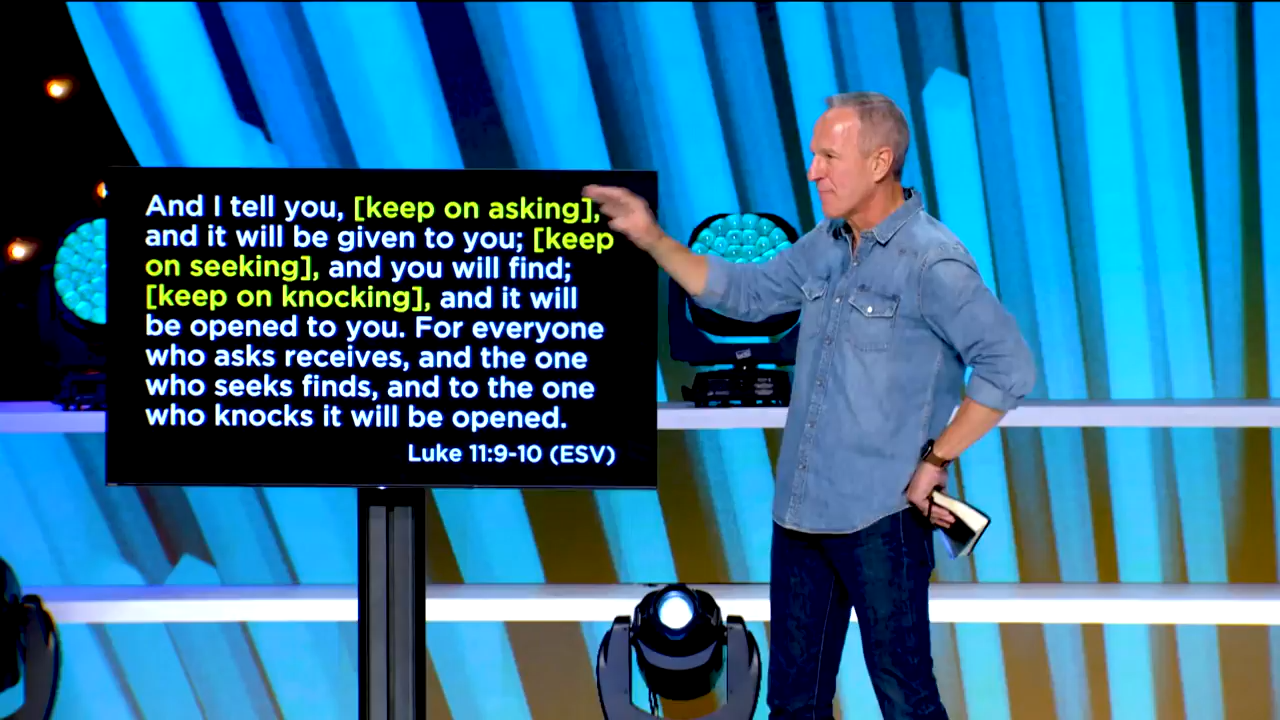 And I tell you, [keep on asking],
and it will be given to you; [keep
on seeking], and you will find;
[keep on knocking], and it will
be opened to you. For everyone
who asks receives, and the one
who seeks finds, and to the one
who knocks it will be opened.
Luke 11:9-10 (ESV)